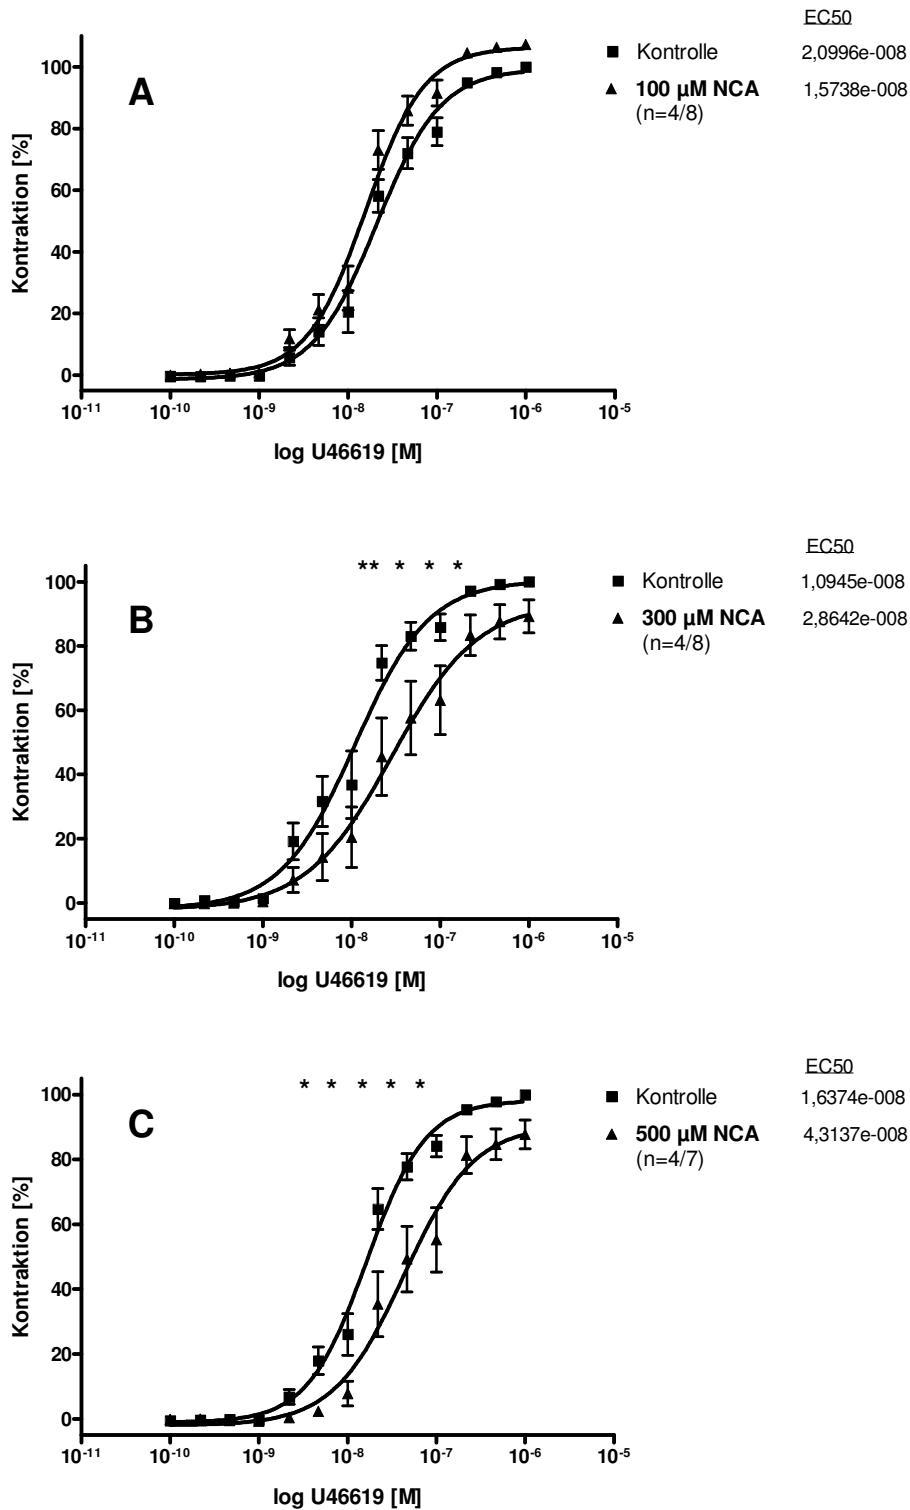 EC50
Kontrolle 2,0996e-008
100 µM NCA 1,5738e-008
(n=4/8)
A
Kontraktion [%]
100
80
60
40
20
0
10-11 10-10 10-9 10-8 10-7 10-6 10-5
log U46619 [M]
EC50
** * * *
Kontrolle 1,0945e-008
300 µM NCA 2,8642e-008
(n=4/8)
B
Kontraktion [%]
100
80
60
40
20
0
10-11 10-10 10-9 10-8 10-7 10-6 10-5
log U46619 [M]
EC50
* * * * *
Kontrolle 1,6374e-008
500 µM NCA 4,3137e-008
(n=4/7)
C
Kontraktion [%]
100
80
60
40
20
0
10-11 10-10 10-9 10-8 10-7 10-6 10-5
log U46619 [M]